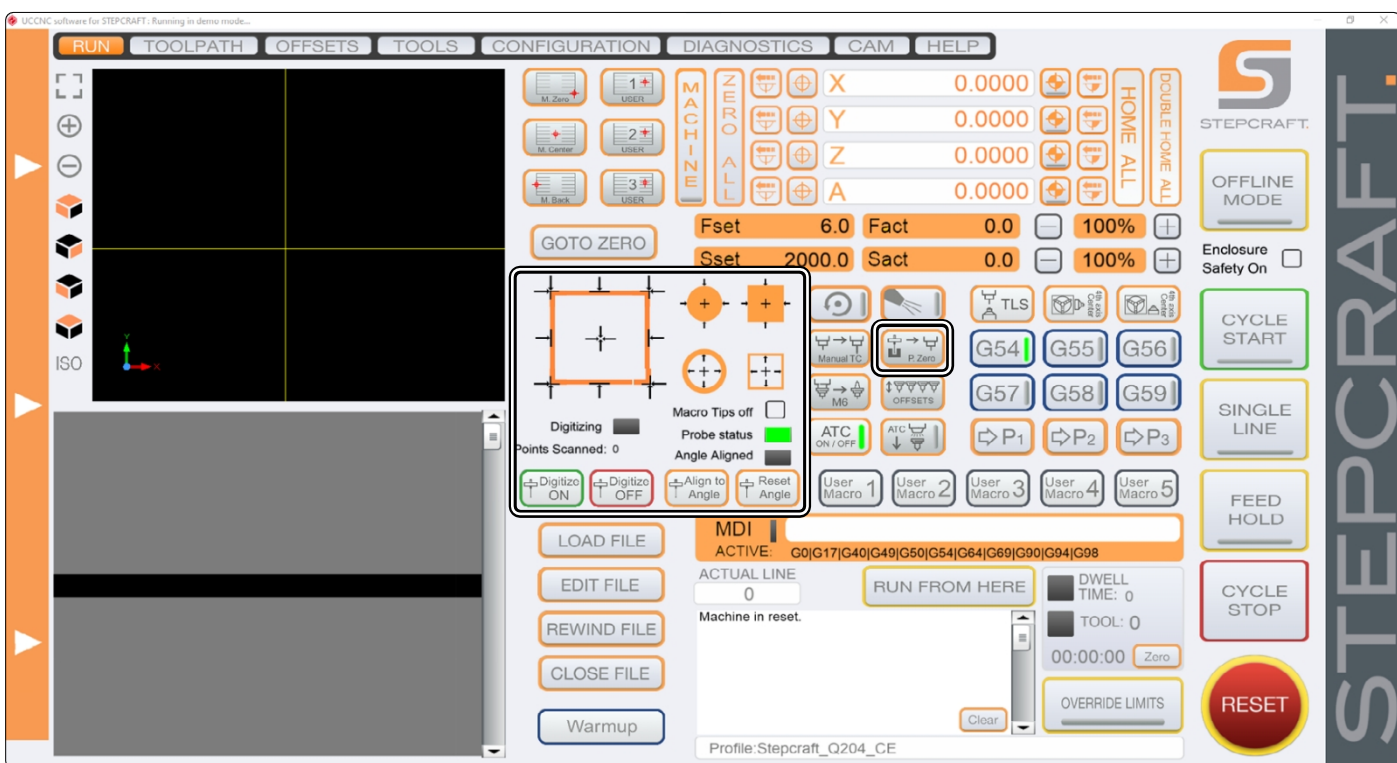 UCCNC software for STEPCRAFT : Running in demo mode...
RUN TOOLPATH OFFSETS TOOLS CONFIGURATION DIAGNOSTICS CAM HELP
ISO
Y
X
M. Zero
1
USER
M. Center
2
USER
M. Back
3
USER
GOTO ZERO
MACHINE
ZERO ALL
X 0.0000
Y 0.0000
Z 0.0000
A 0.0000
HOME ALL
DOUBLE HOME ALL
Fset 6.0 Fact 0.0 100%
Sset 2000.0 Sact 0.0 100%
Digitizing
Points Scanned: 0
Macro Tips off
Probe status
Angle Aligned
Digitize ON
Digitize OFF
Align to Angle
Reset Angle
TLS
4th axis Center
4th axis Center
Manual TC
P. Zero
G54 G55 G56
M6
OFFSETS
G57 G58 G59
ATC
ON / OFF
ATC
P1 P2 P3
User Macro 1
User Macro 2
User Macro 3
User Macro 4
User Macro 5
LOAD FILE
EDIT FILE
REWIND FILE
CLOSE FILE
Warmup
MDI
ACTIVE: G0|G17|G40|G49|G50|G54|G64|G69|G90|G94|G98
ACTUAL LINE
0
RUN FROM HERE
DWELL
TIME: 0
TOOL: 0
00:00:00 Zero
Machine in reset.
Clear
OVERRIDE LIMITS
Profile:Stepcraft_Q204_CE
STEPCRAFT.
OFFLINE
MODE
Enclosure
Safety On
CYCLE
START
SINGLE
LINE
FEED
HOLD
CYCLE
STOP
RESET
STEPCRAFT.